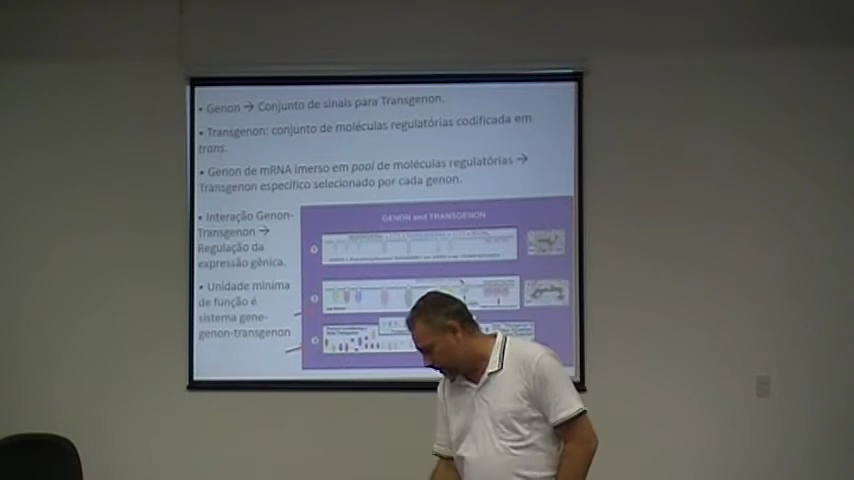 • Genon → Conjunto de sinais para Transgenon.
• Transgenon: conjunto de moléculas regulatórias codificada em
trans.
• Genon de mRNA imerso em pool de moléculas regulatórias →
Transgenon específico selecionado por cada genon.
• Interação Genon-
Transgenon →
Regulação da
expressão gênica.
• Unidade mínima
de função é
sistema gene-
genon-transgenon
GENON and TRANSGENON